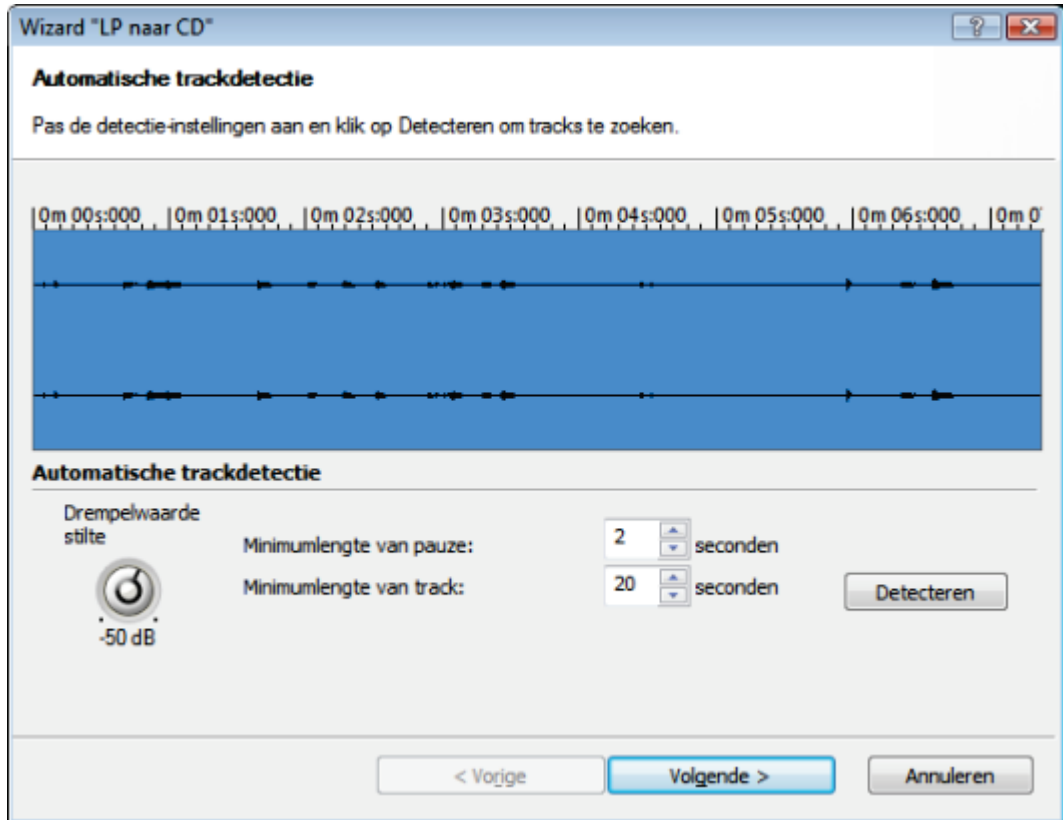 Wizard "LP naar CD"
Automatische trackdetectie
Pas de detectie-instellingen aan en klik op Detecteren om tracks te zoeken.
0m 00s:000 0m 01s:000 0m 02s:000 0m 03s:000 0m 04s:000 0m 05s:000 0m 06s:000 0m 0
Automatische trackdetectie
Drempelwaarde
stilte
Minimumlengte van pauze: 2 seconden
Minimumlengte van track: 20 seconden
Detecteren
-50 dB
< Vorige Volgende > Annuleren